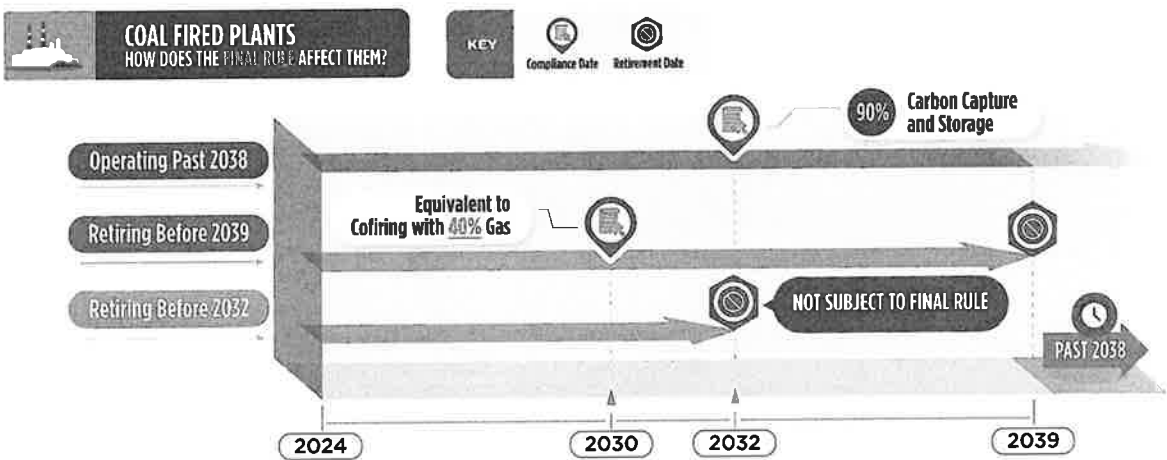 COAL FIRED PLANTS
HOW DOES THE FINAL RULE AFFECT THEM?
KEY
Compliance Date
Retirement Date
90%
Carbon Capture
and Storage
Operating Past 2038
Equivalent to
Cofiring with 40% Gas
Retiring Before 2039
Retiring Before 2032
NOT SUBJECT TO FINAL RULE
PAST 2038
2024
2030
2032
2039